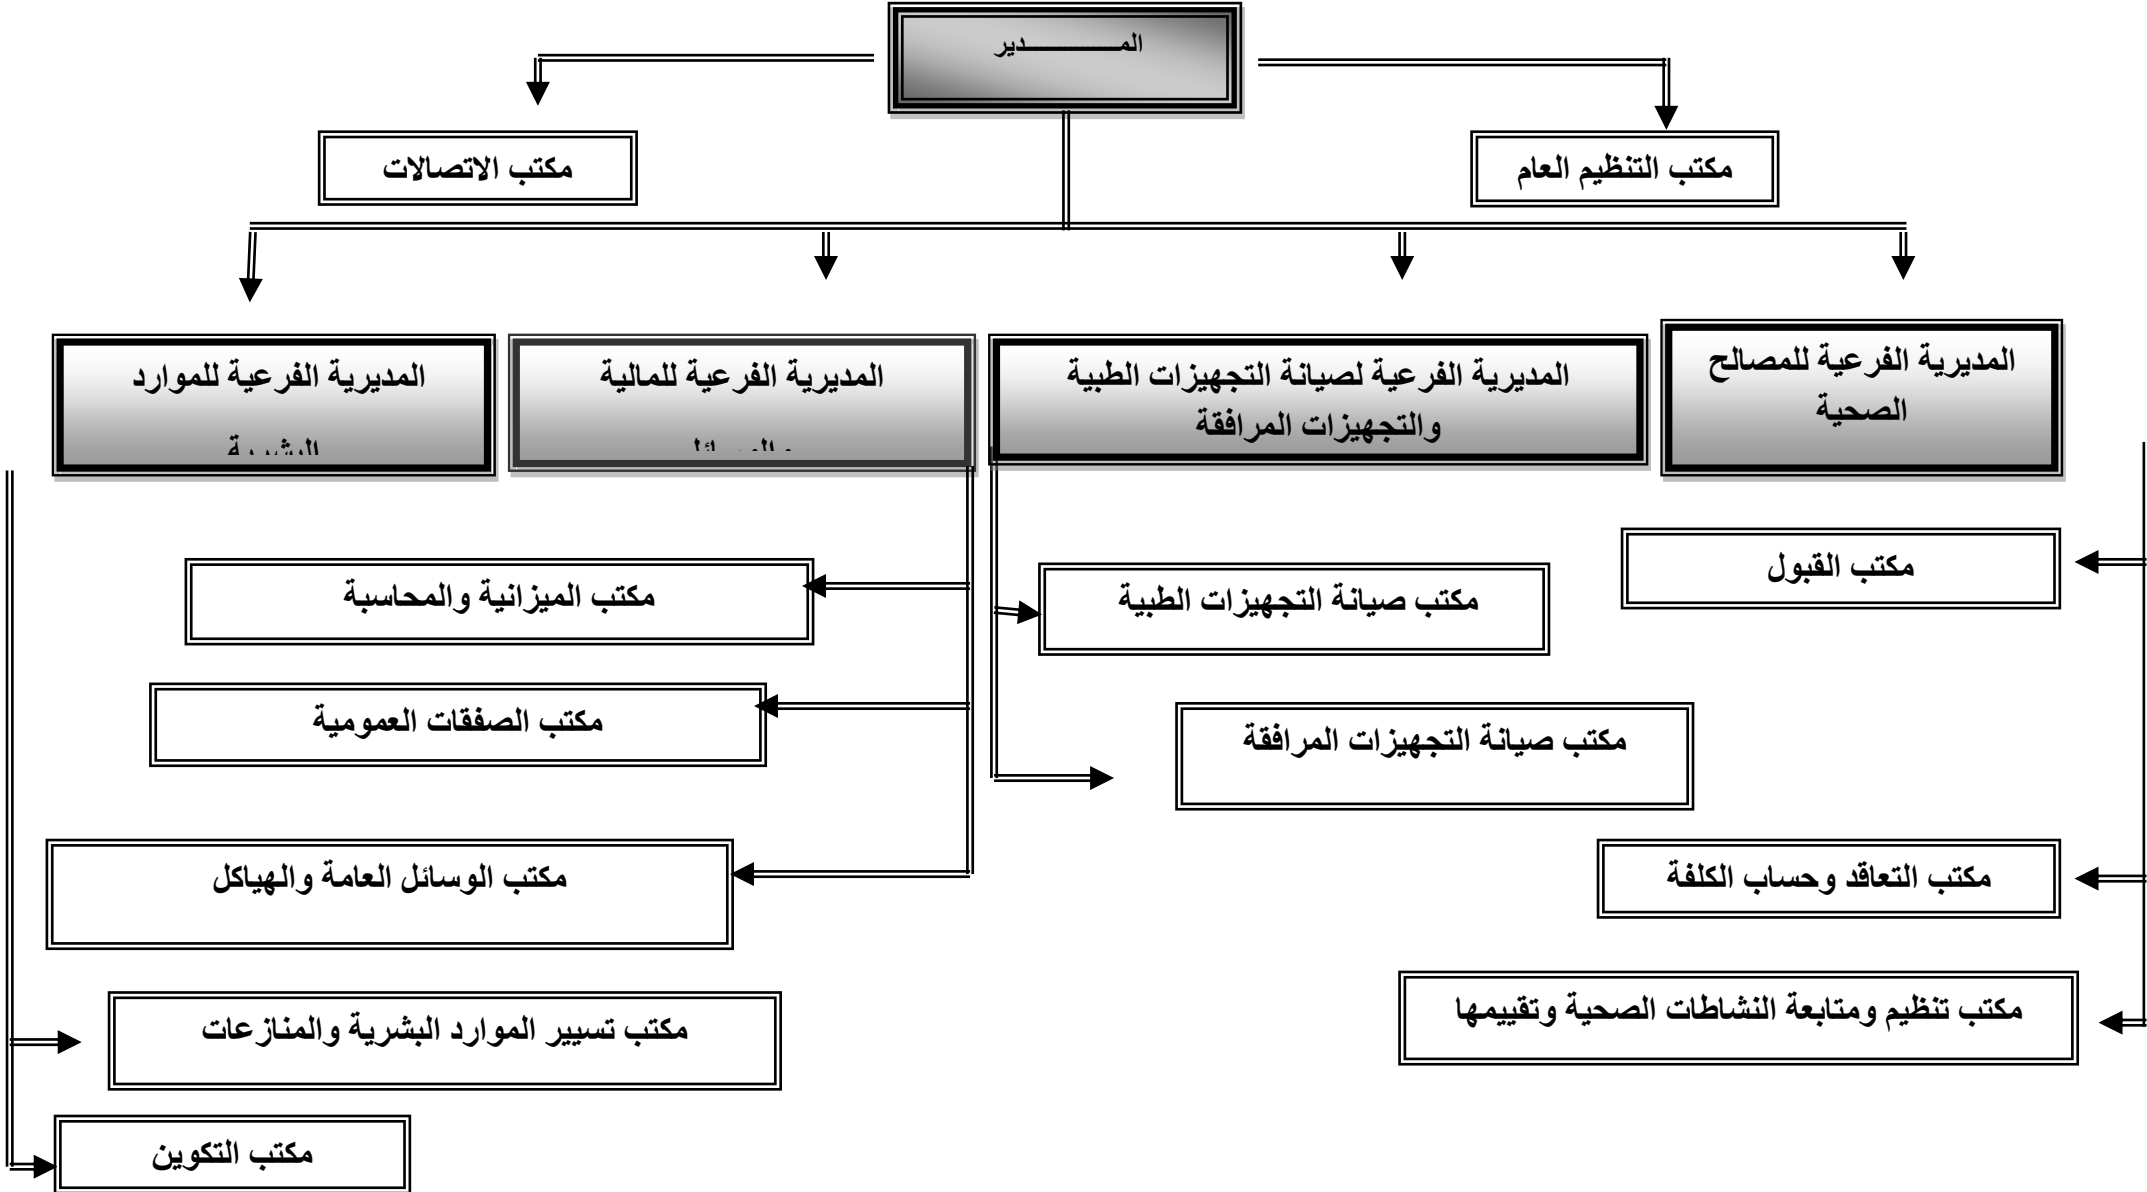 المـــــــــدير
مكتب التنظيم العام
مكتب الاتصالات
المديرية الفرعية للمصالح
الصحية
المديرية الفرعية لصيانة التجهيزات الطبية
والتجهيزات المرافقة
المديرية الفرعية للمالية
المديرية الفرعية للموارد
البشرية
مكتب القبول
مكتب التعاقد وحساب الكلفة
مكتب تنظيم ومتابعة النشاطات الصحية وتقييمها
مكتب صيانة التجهيزات الطبية
مكتب صيانة التجهيزات المرافقة
مكتب الميزانية والمحاسبة
مكتب الصفقات العمومية
مكتب الوسائل العامة والهياكل
مكتب تسيير الموارد البشرية والمنازعات
مكتب التكوين